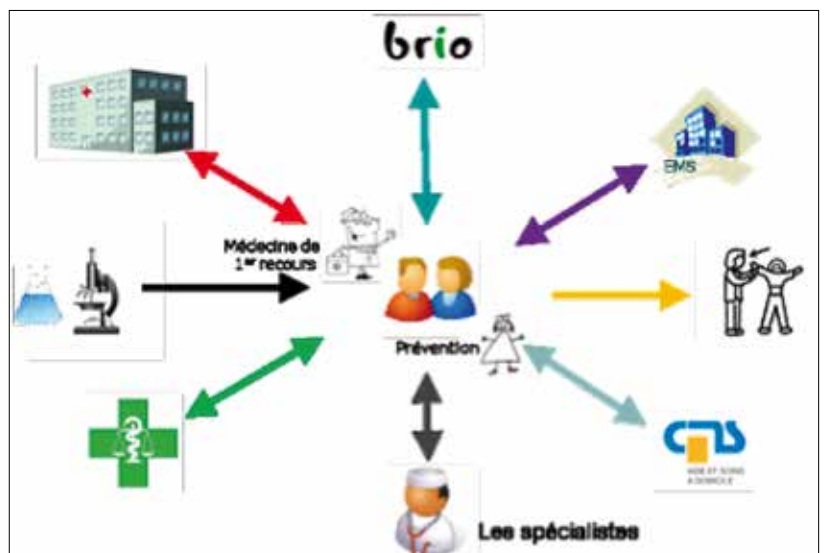 brio
EMS
Médecine de
1er recours
Prévention
cms
AIDE ET SOINS
A DOMICILE
Les spécialistes